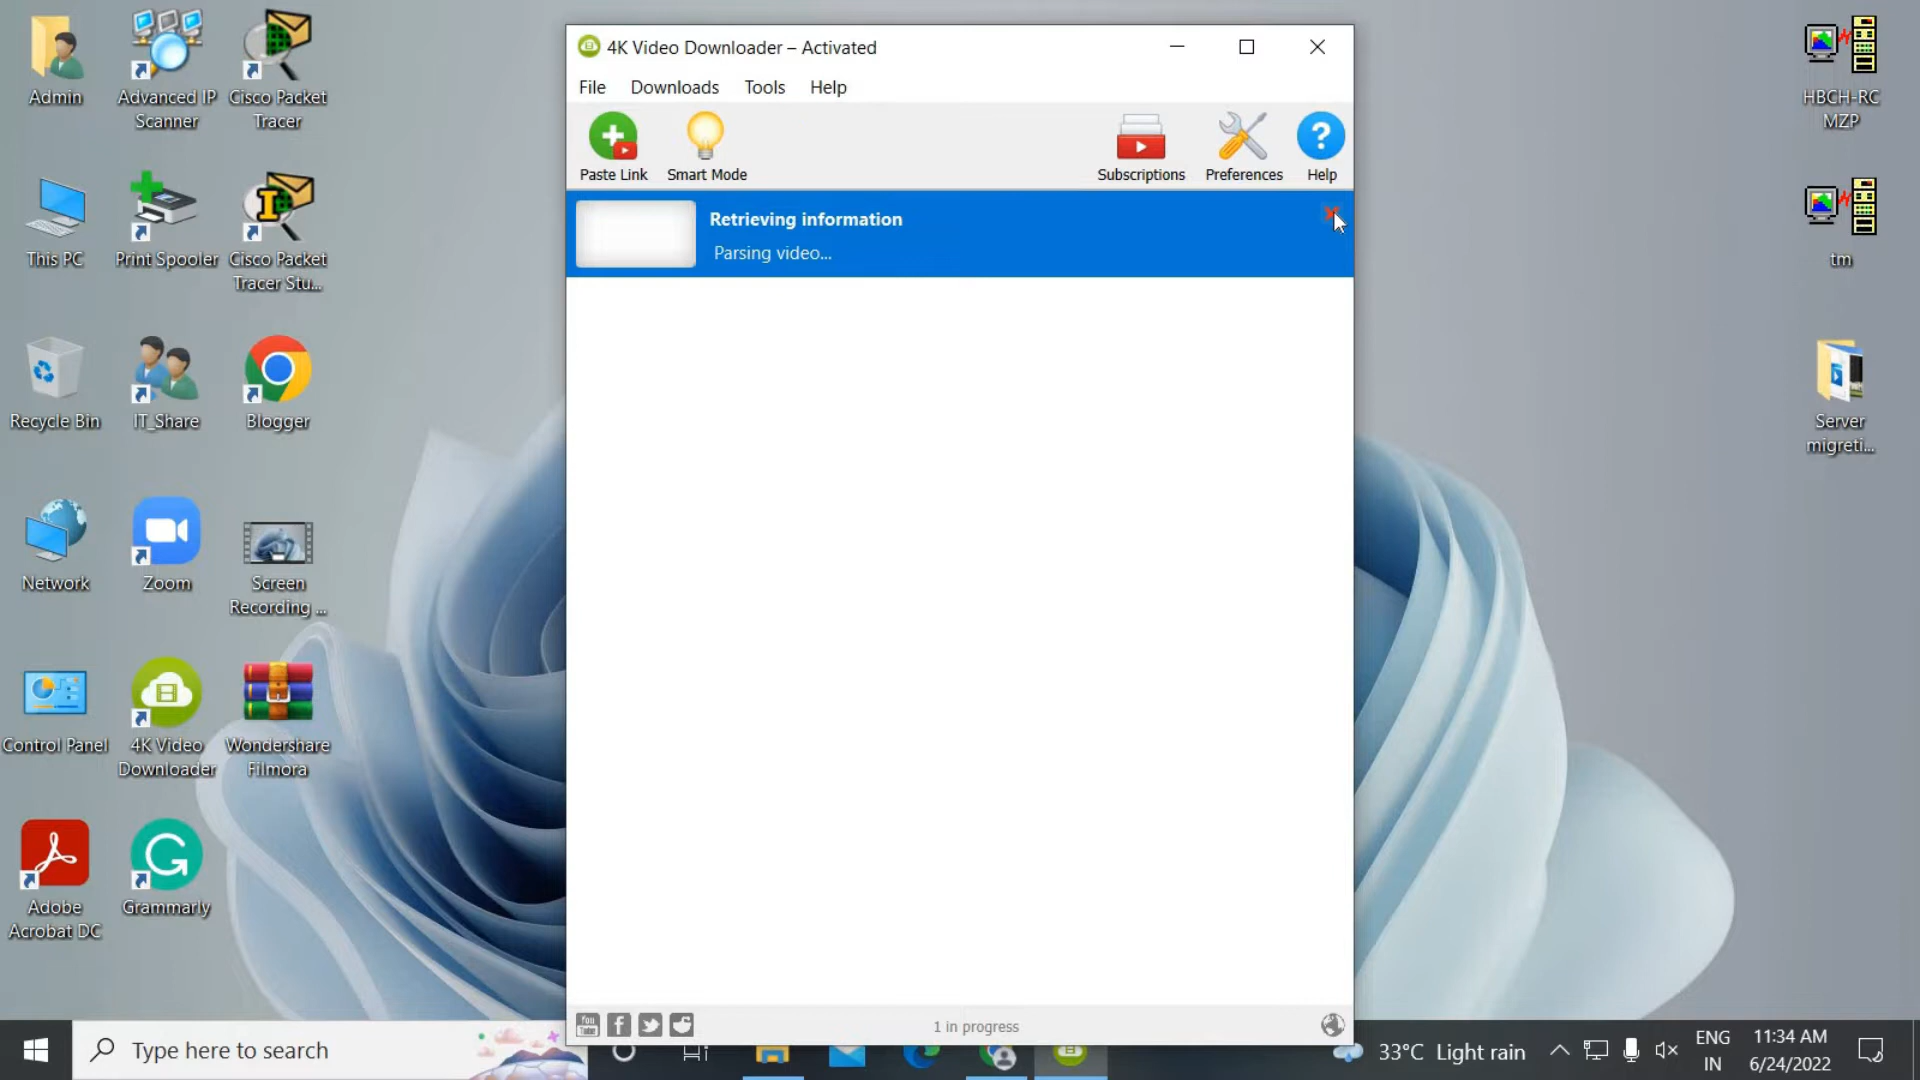 Admin
Advanced IP
Scanner
Cisco Packet
Tracer
This PC
Print Spooler
Cisco Packet
Tracer Stu...
Recycle Bin
IT_Share
Blogger
Network
Zoom
Screen
Recording ...
Control Panel
4K Video
Downloader
Wondershare
Filmora
Adobe
Acrobat DC
Grammarly
4K Video Downloader – Activated
File Downloads Tools Help
Paste Link Smart Mode Subscriptions Preferences Help
Retrieving information
Parsing video...
You
Tube
1 in progress
HBCH-RC
MZP
tm
Server
migreti...
Type here to search
33°C Light rain
ENG
IN
11:34 AM
6/24/2022